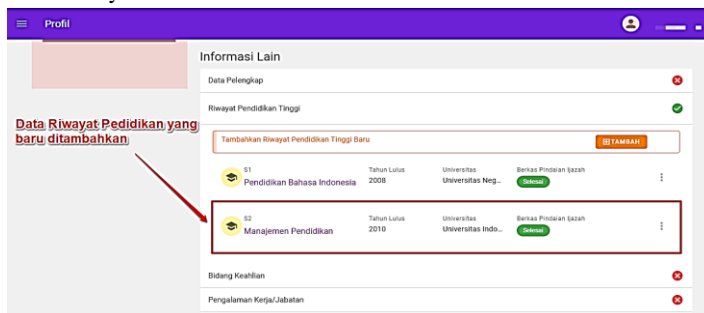 Profil
Informasi Lain
Data Pelengkap
Riwayat Pendidikan Tinggi
Data Riwayat Pedidikan yang
baru ditambahkan
Tambahkan Riwayat Pendidikan Tinggi Baru
TAMBAH
S1
Pendidikan Bahasa Indonesia
Tahun Lulus
2008
Universitas
Universitas Neg...
Berkas Pindaian Ijazah
Selesai
S2
Manajemen Pendidikan
Tahun Lulus
2010
Universitas
Universitas Indo...
Berkas Pindaian Ijazah
Selesai
Bidang Keahlian
Pengalaman Kerja/Jabatan